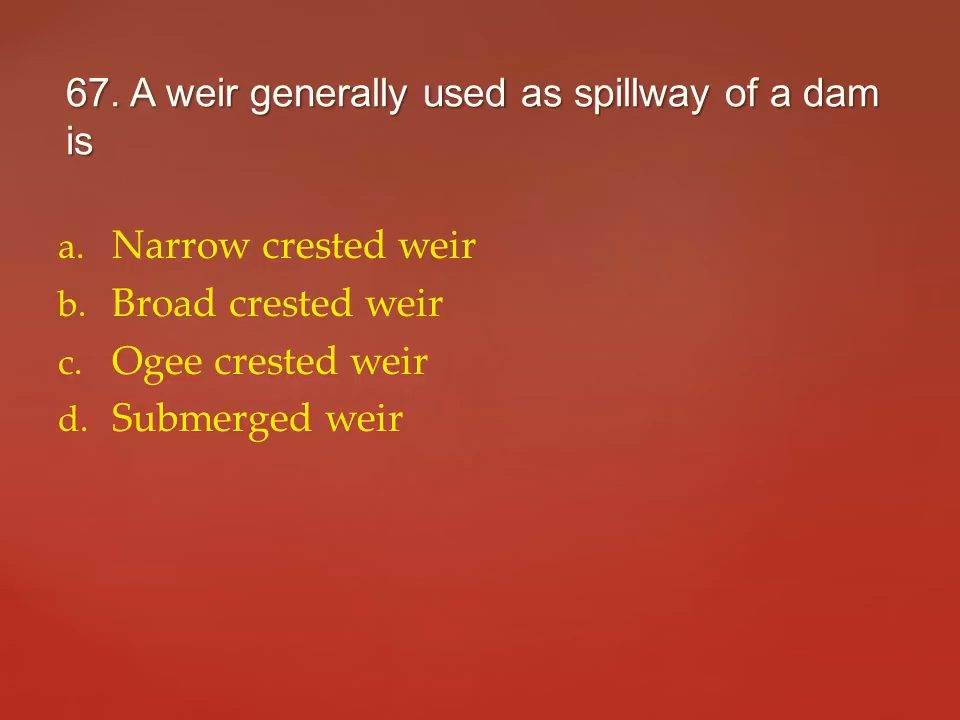 67. A weir generally used as spillway of a dam
is
a. Narrow crested weir
b. Broad crested weir
c. Ogee crested weir
d. Submerged weir